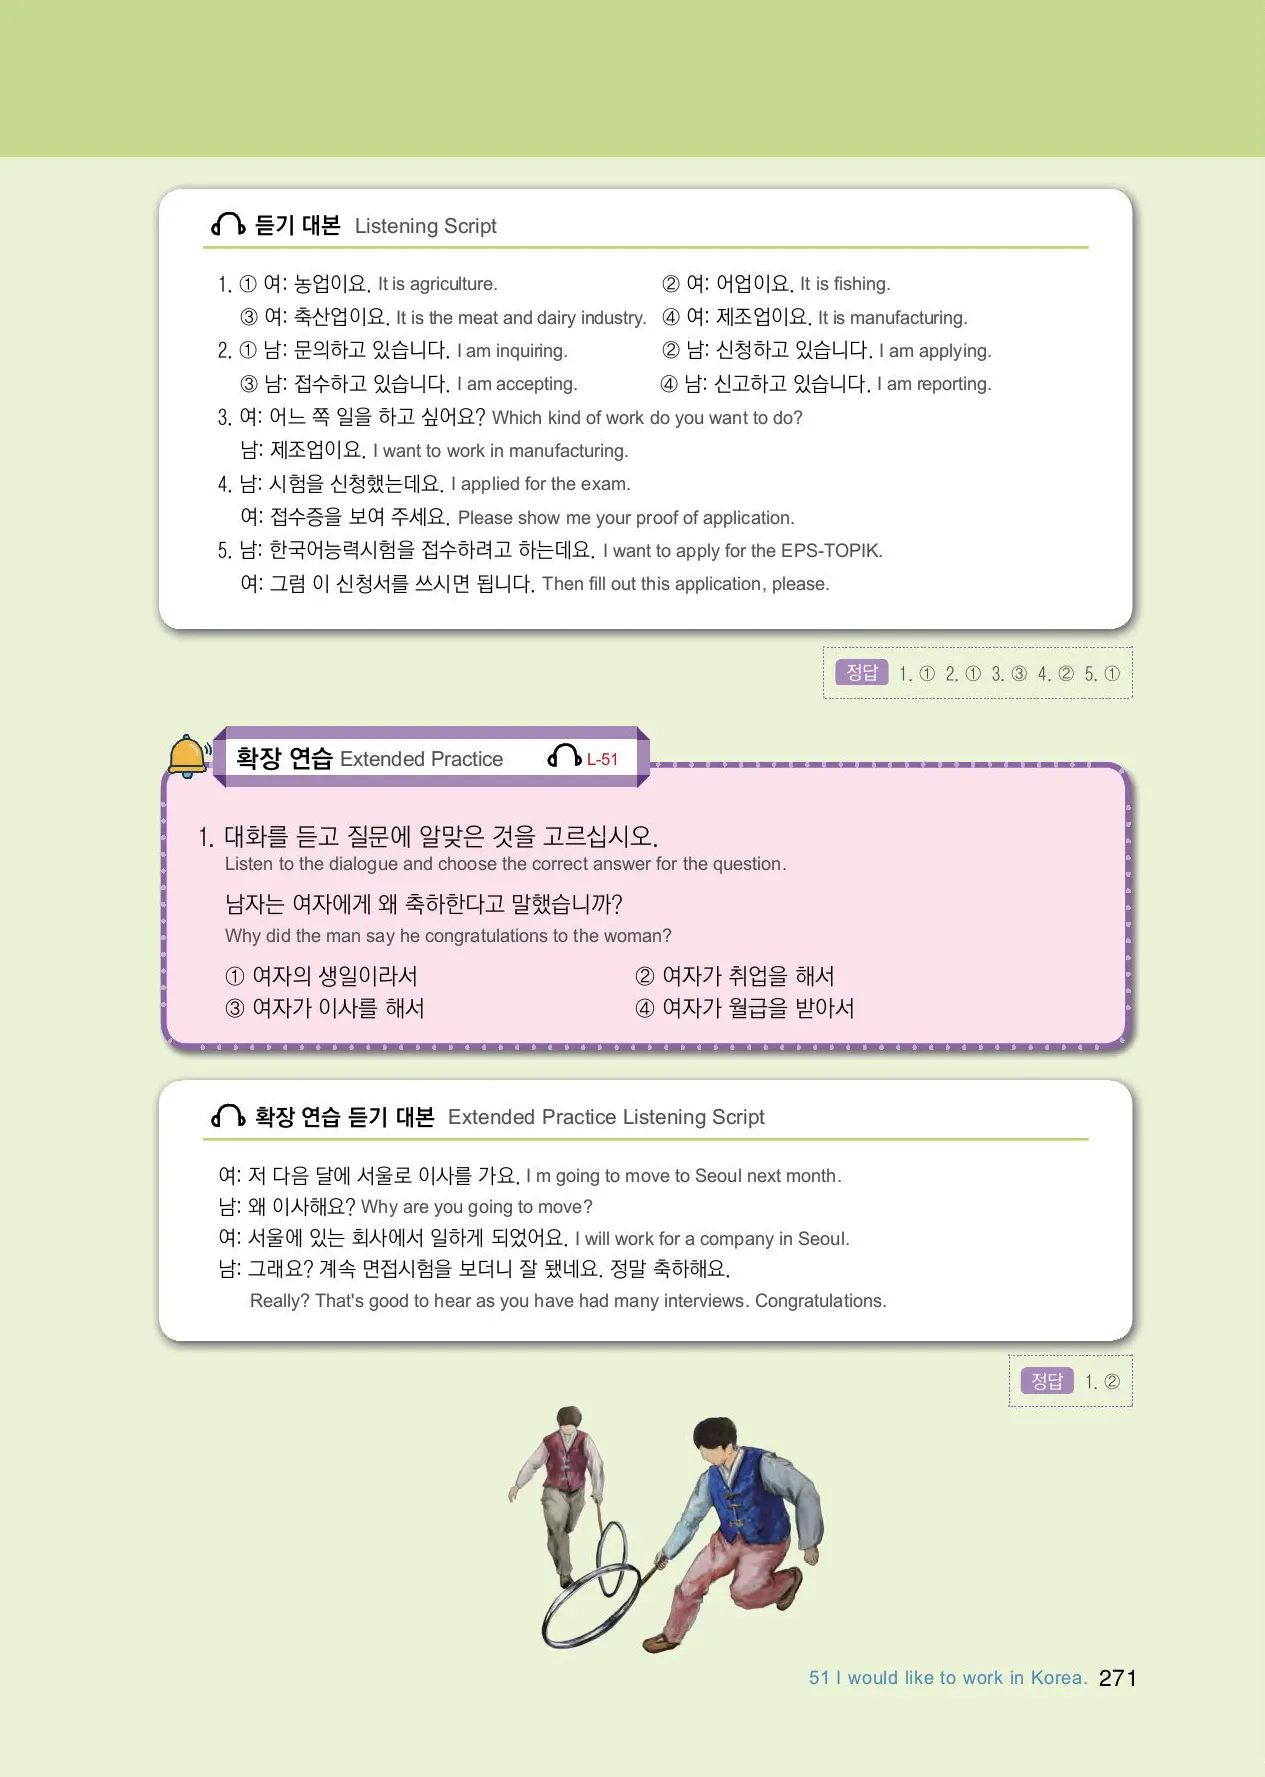 듣기 대본 Listening Script
1. ① 여: 농업이요. It is agriculture. ② 여: 어업이요. It is fishing.
③ 여: 축산업이요. It is the meat and dairy industry. ④ 여: 제조업이요. It is manufacturing.
2. ① 남: 문의하고 있습니다. I am inquiring. ② 남: 신청하고 있습니다. I am applying.
③ 남: 접수하고 있습니다. I am accepting. ④ 남: 신고하고 있습니다. I am reporting.
3. 여: 어느 쪽 일을 하고 싶어요? Which kind of work do you want to do?
남: 제조업이요. I want to work in manufacturing.
4. 남: 시험을 신청했는데요. I applied for the exam.
여: 접수증을 보여 주세요. Please show me your proof of application.
5. 남: 한국어능력시험을 접수하려고 하는데요. I want to apply for the EPS-TOPIK.
여: 그럼 이 신청서를 쓰시면 됩니다. Then fill out this application, please.
정답 1. ① 2. ① 3. ③ 4. ② 5. ①
확장 연습 Extended Practice L-51
1. 대화를 듣고 질문에 알맞은 것을 고르십시오.
Listen to the dialogue and choose the correct answer for the question.
남자는 여자에게 왜 축하한다고 말했습니까?
Why did the man say he congratulations to the woman?
① 여자의 생일이라서 ② 여자가 취업을 해서
③ 여자가 이사를 해서 ④ 여자가 월급을 받아서
확장 연습 듣기 대본 Extended Practice Listening Script
여: 저 다음 달에 서울로 이사를 가요. I m going to move to Seoul next month.
남: 왜 이사해요? Why are you going to move?
여: 서울에 있는 회사에서 일하게 되었어요. I will work for a company in Seoul.
남: 그래요? 계속 면접시험을 보더니 잘 됐네요. 정말 축하해요.
Really? That's good to hear as you have had many interviews. Congratulations.
정답 1. ②
51 I would like to work in Korea. 271